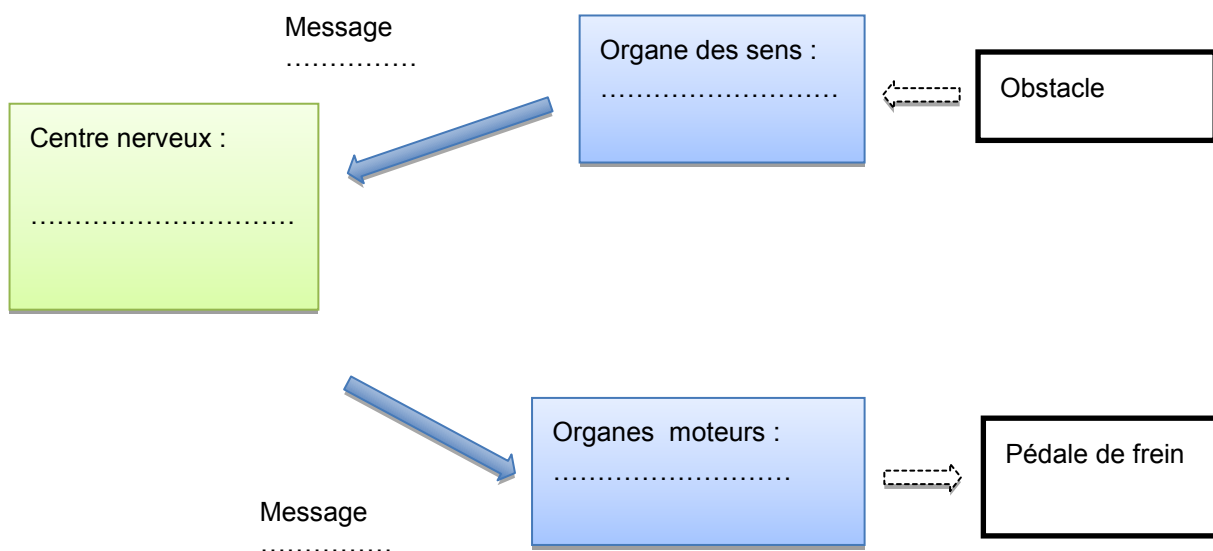 Message
……………
Organe des sens :
………………………
Obstacle
Centre nerveux :
…………………………
Organes  moteurs :
………………………
Pédale de frein
Message
……………